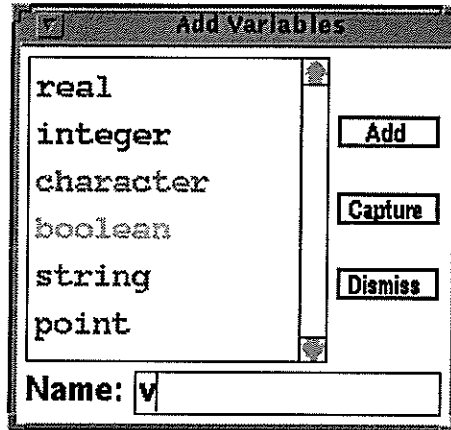 Add Variables
real
integer
character
boolean
string
point
Add
Capture
Dismiss
Name: v